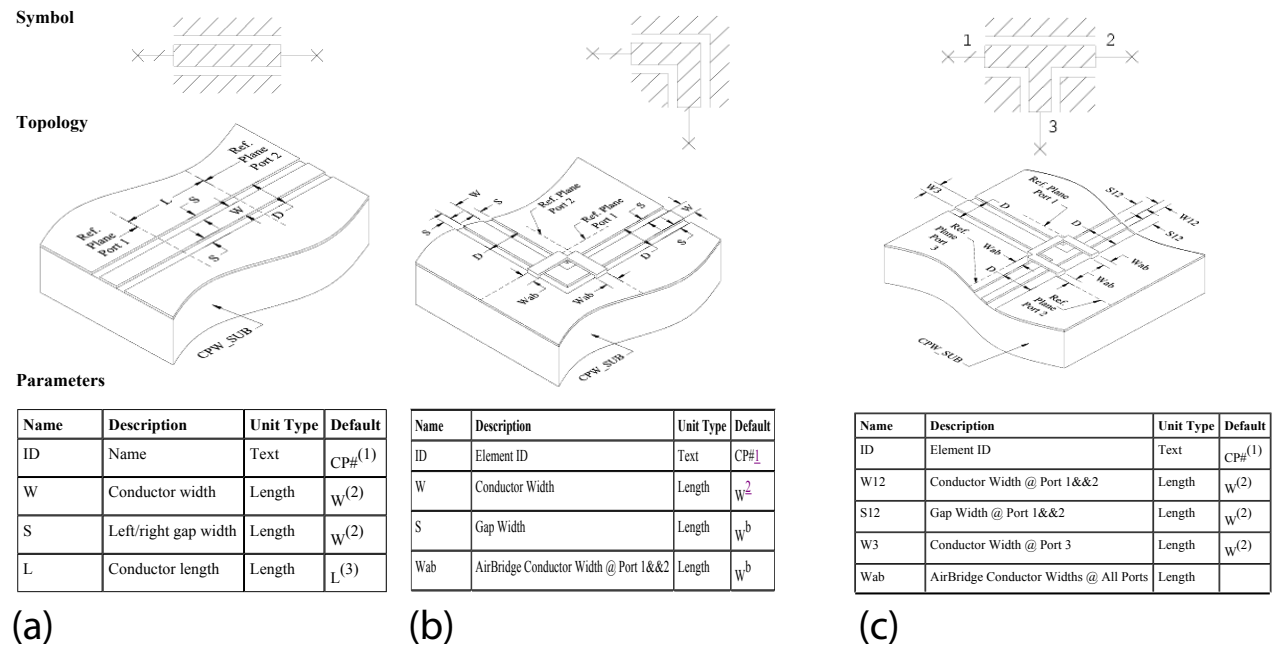 Symbol
1 2
3
Topology
Ref.
Plane
Port 2
L
S
W
D
Ref.
Plane
Port 1
S
CPW_SUB
W
S
S
D
Ref. Plane
Port 2
Ref. Plane
Port 1
S
W
S
D
Wab
Wab
CPW_SUB
W3
D
Ref. Plane
Port 1
D
S12
W12
S12
Ref.
Plane
Port 3
Wab
D
Wab
Wab
Ref.
Plane
Port 2
CPW_SUB
Parameters
Name Description Unit Type Default
ID Name Text CP#(1)
W Conductor width Length W(2)
S Left/right gap width Length W(2)
L Conductor length Length L(3)
(a)
Name Description Unit Type Default
ID Element ID Text CP#1
W Conductor Width Length W2
S Gap Width Length Wb
Wab AirBridge Conductor Width @ Port 1&&2 Length Wb
(b)
Name Description Unit Type Default
ID Element ID Text CP#(1)
W12 Conductor Width @ Port 1&&2 Length W(2)
S12 Gap Width @ Port 1&&2 Length W(2)
W3 Conductor Width @ Port 3 Length W(2)
Wab AirBridge Conductor Widths @ All Ports Length
(c)